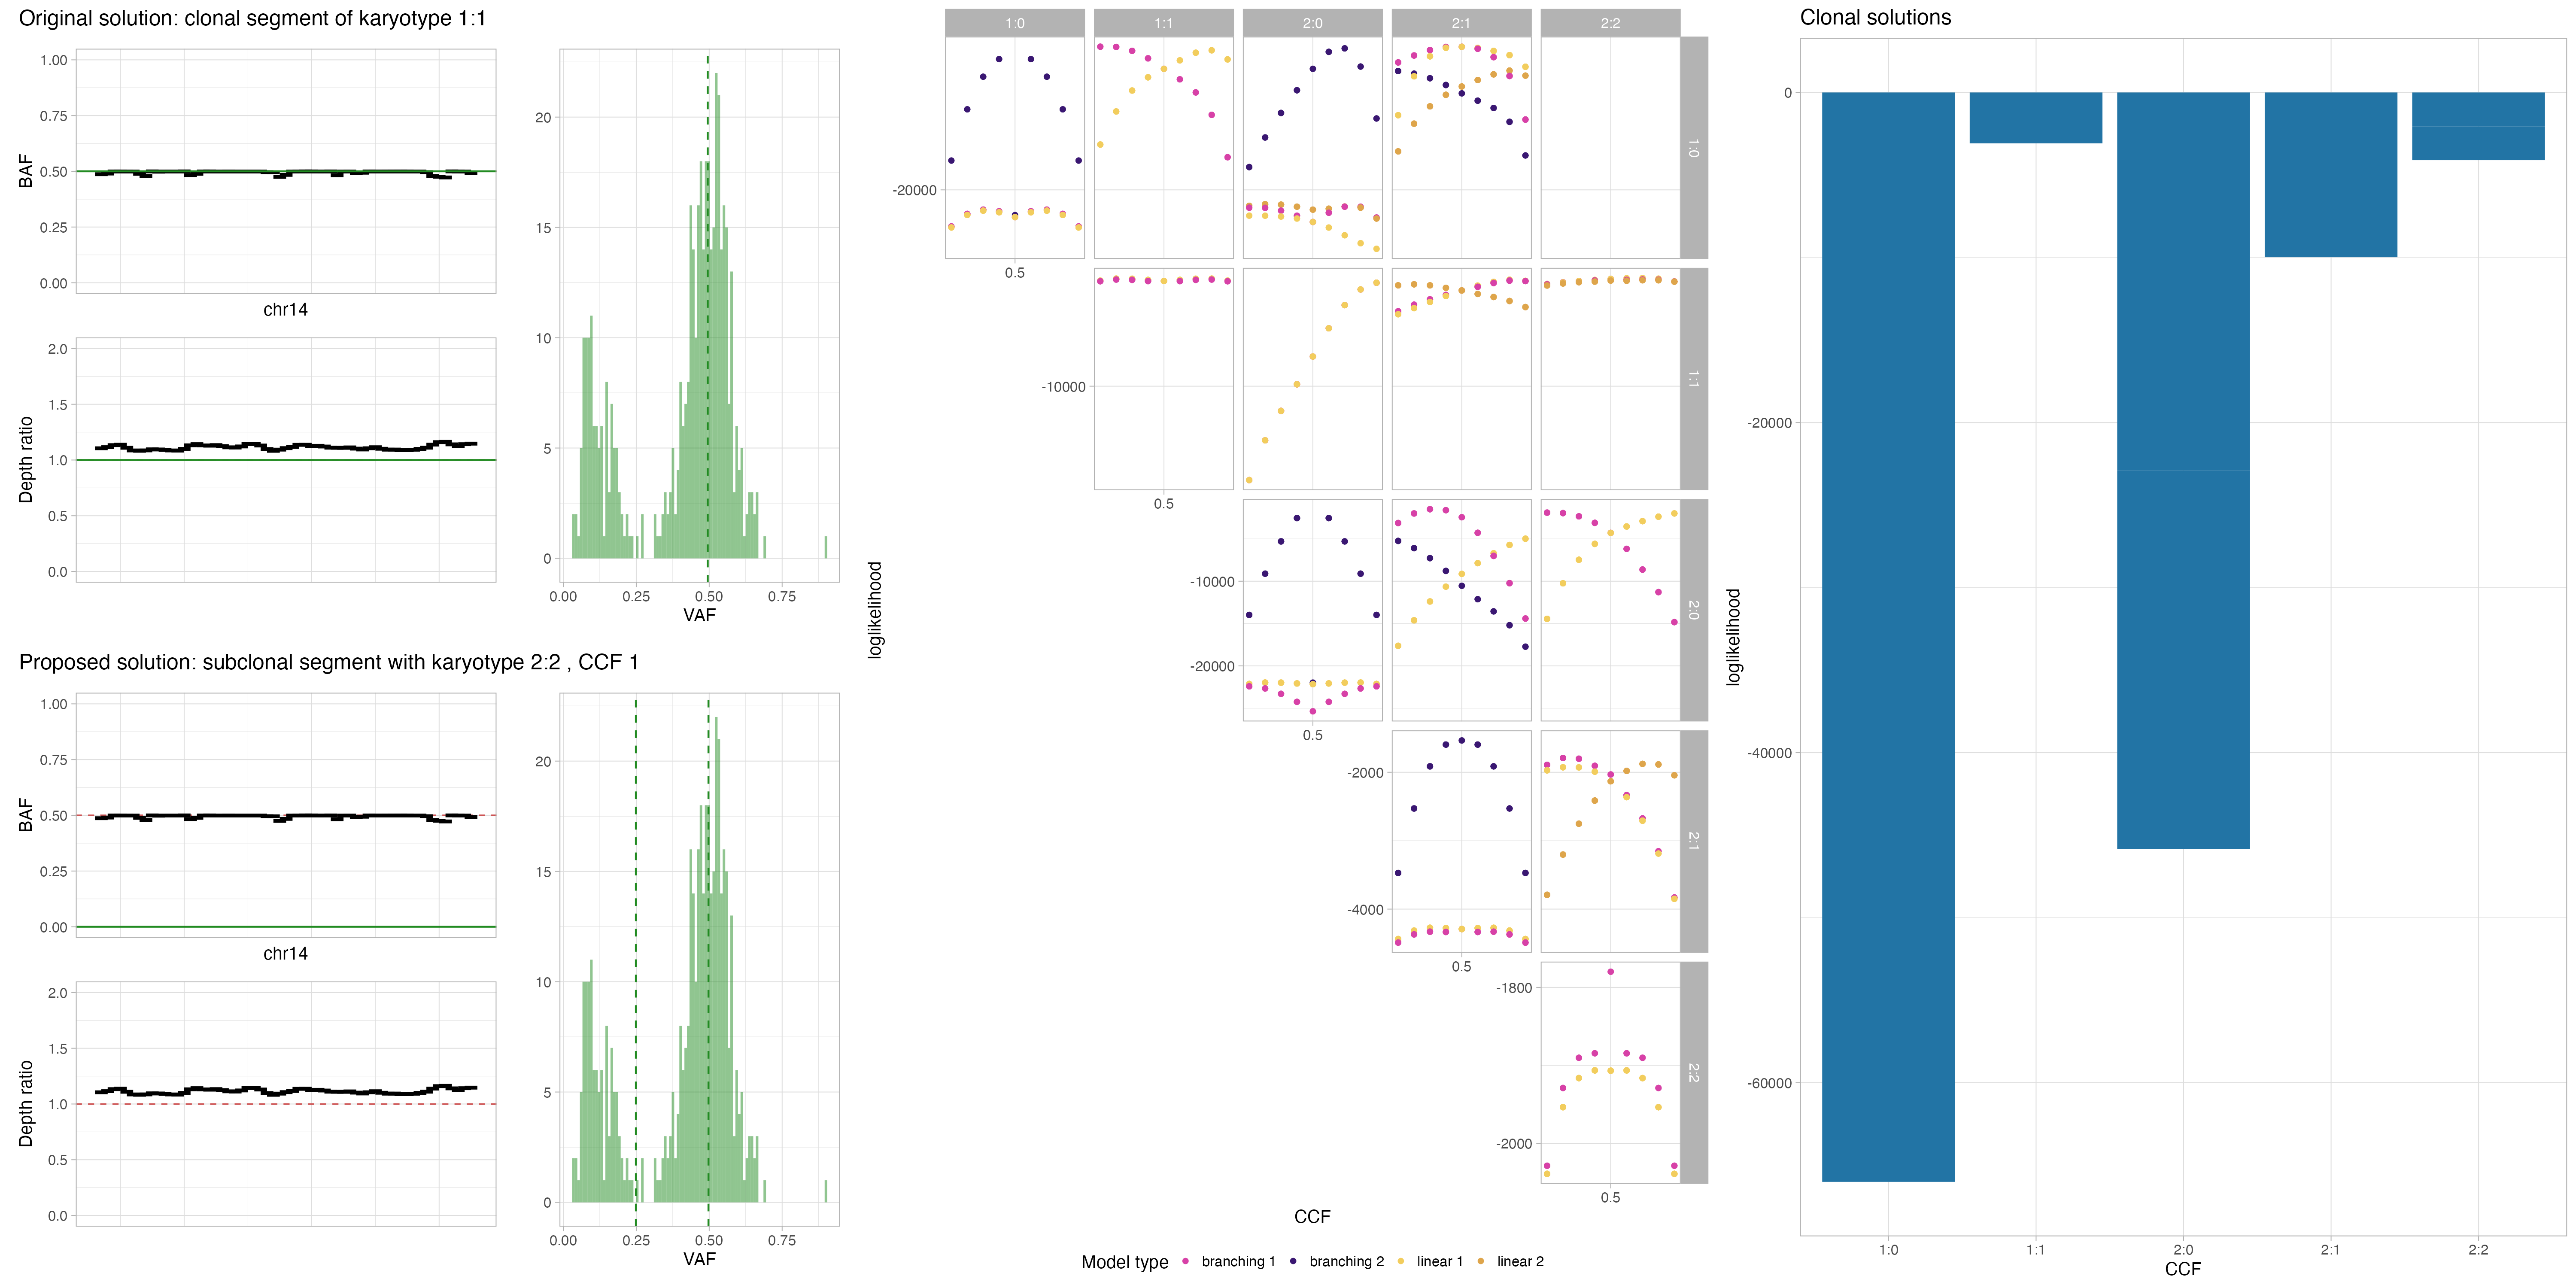 Original solution: clonal segment of karyotype 1:1
1.00
0.75
0.50
0.25
0.00
BAF
chr14
2.0
1.5
1.0
0.5
0.0
Depth ratio
20
15
10
5
0
0.00 0.25 0.50 0.75
VAF
Proposed solution: subclonal segment with karyotype 2:2 , CCF 1
1.00
0.75
0.50
0.25
0.00
BAF
chr14
2.0
1.5
1.0
0.5
0.0
Depth ratio
20
15
10
5
0
0.00 0.25 0.50 0.75
VAF
loglikelihood
1:0 1:1 2:0 2:1 2:2
-20000
1:0
0.5
-10000
1:1
0.5
-10000
-20000
2:0
0.5
-2000
-4000
2:1
0.5
-1800
-2000
2:2
0.5
CCF
Model type branching 1 branching 2 linear 1 linear 2
Clonal solutions
0
-20000
-40000
-60000
loglikelihood
1:0 1:1 2:0 2:1 2:2
CCF